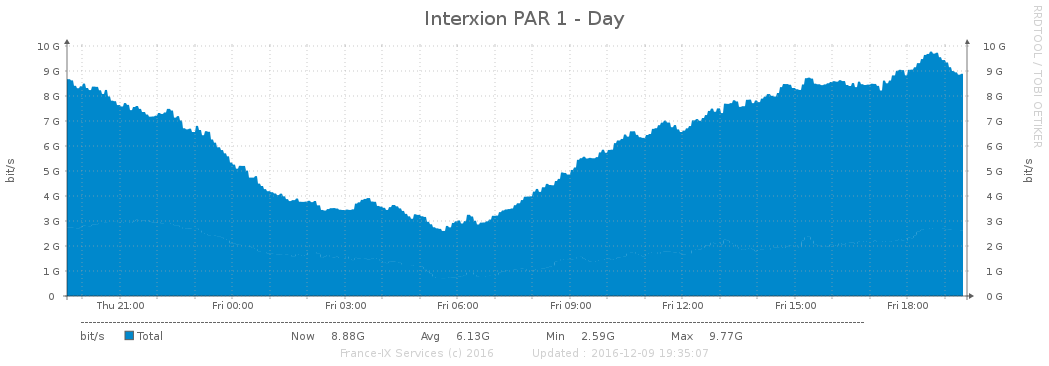 Interxion PAR 1 - Day
RRDTOOL / TOBI OETIKER
bit/s
10 G 10 G
9 G 9 G
8 G 8 G
7 G 7 G
6 G 6 G
5 G 5 G
4 G 4 G
3 G 3 G
2 G 2 G
1 G 1 G
0 0 G
bit/s
Thu 21:00 Fri 00:00 Fri 03:00 Fri 06:00 Fri 09:00 Fri 12:00 Fri 15:00 Fri 18:00
bit/s Total Now 8.88G Avg 6.13G Min 2.59G Max 9.77G
France-IX Services (c) 2016 Updated : 2016-12-09 19:35:07